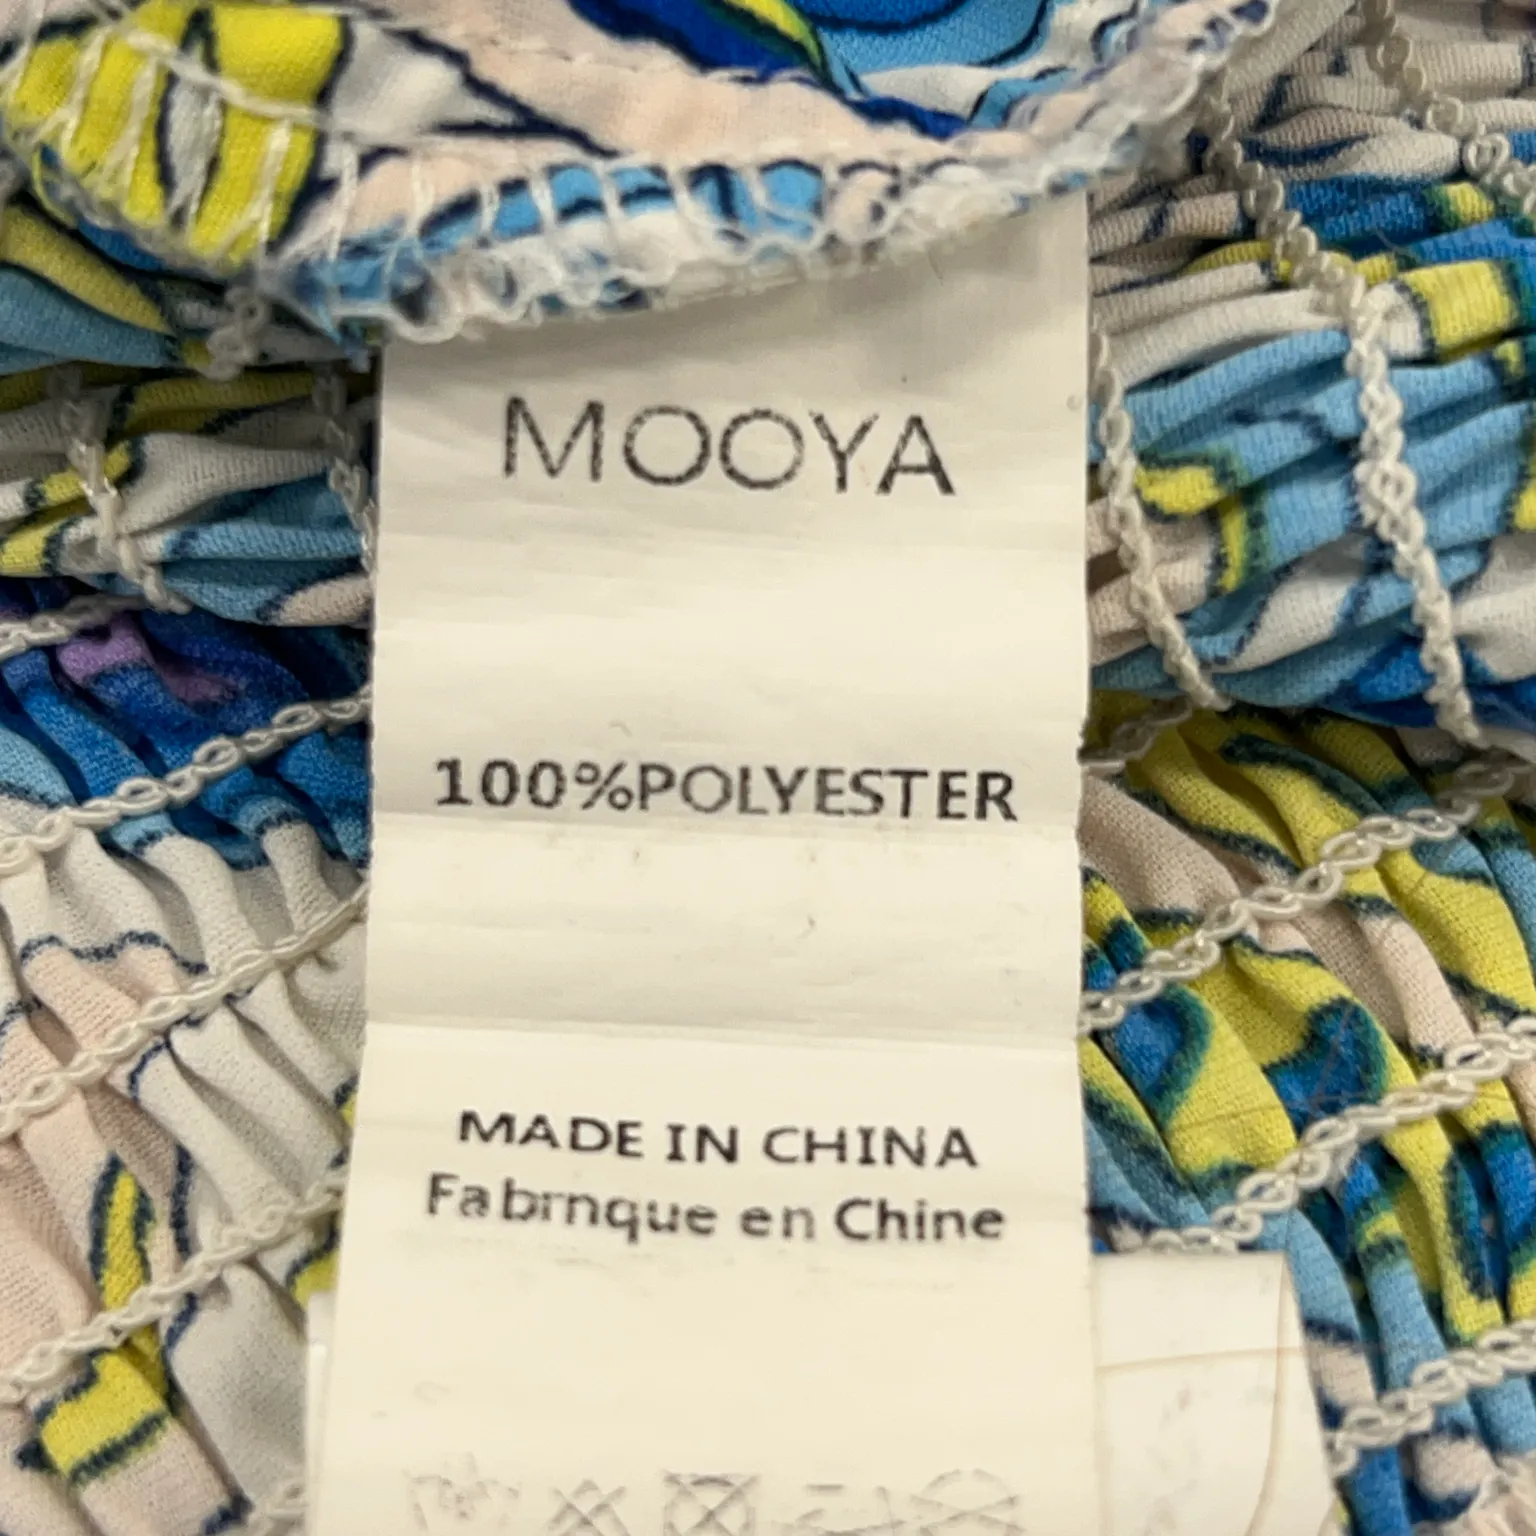 MOOYA
100%POLYESTER
MADE IN CHINA
Fabrnque en Chine